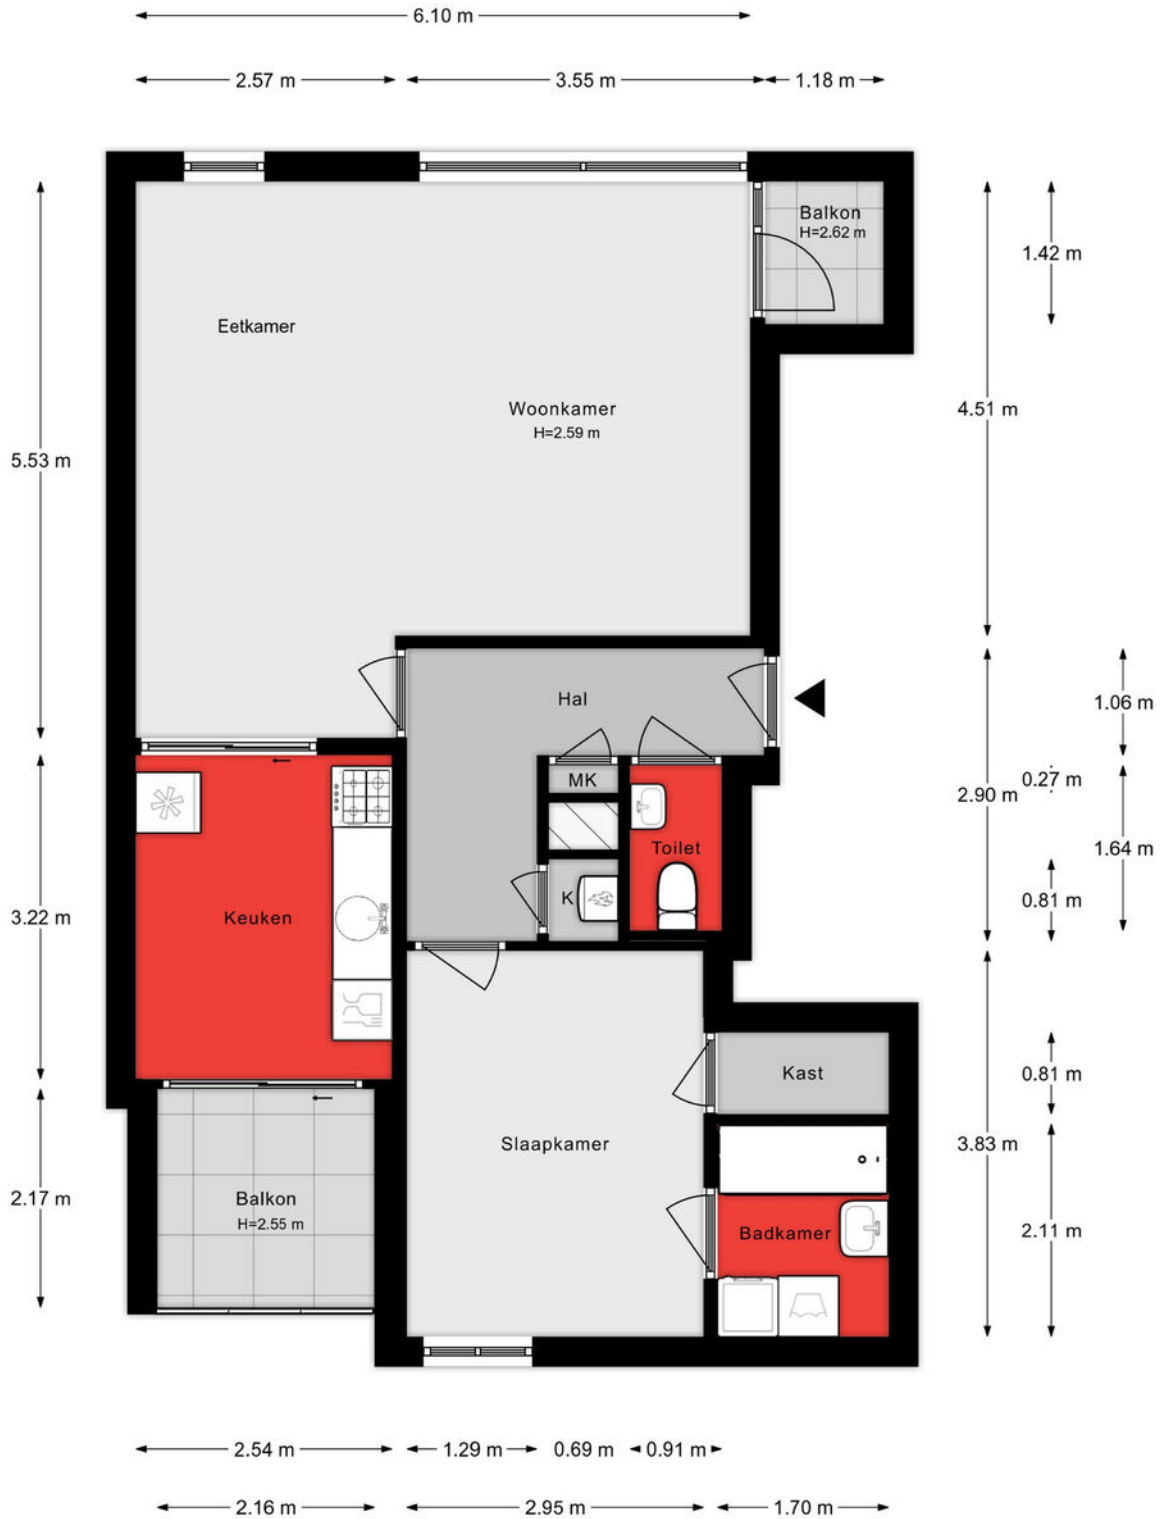 6.10 m
2.57 m
3.55 m
1.18 m
Balkon
H=2.62 m
1.42 m
Eetkamer
Woonkamer
H=2.59 m
4.51 m
5.53 m
Hal
1.06 m
MK
0.27 m
2.90 m
Toilet
1.64 m
K
0.81 m
Keuken
3.22 m
Kast
0.81 m
Slaapkamer
3.83 m
Balkon
H=2.55 m
2.17 m
Badkamer
2.11 m
2.54 m
1.29 m
0.69 m
0.91 m
2.16 m
2.95 m
1.70 m